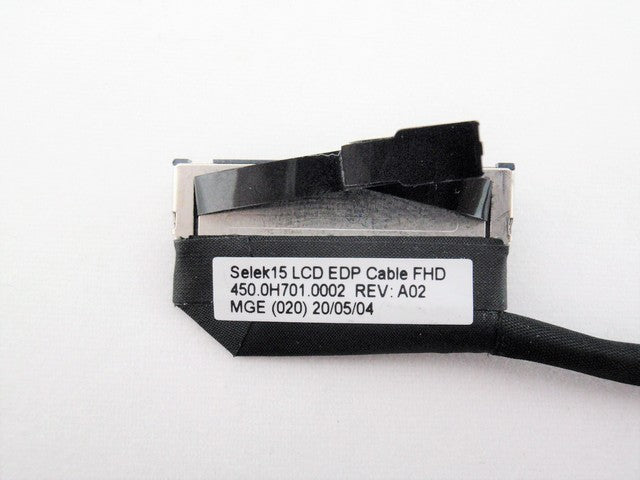 Selek15 LCD EDP Cable FHD
450.0H701.0002 REV: A02
MGE (020) 20/05/04